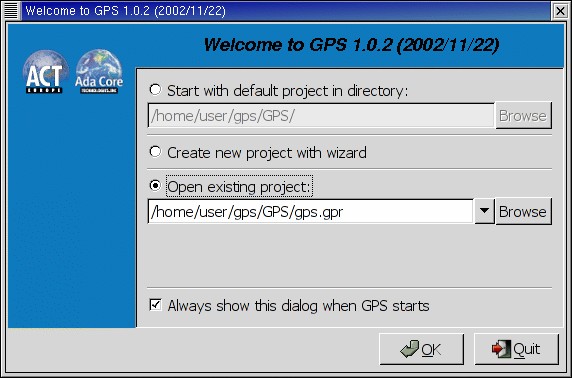 Welcome to GPS 1.0.2 (2002/11/22)
Welcome to GPS 1.0.2 (2002/11/22)
ACT
EUROPE
Ada Core
TECHNOLOGIES, INC
Start with default project in directory:
/home/user/gps/GPS/ Browse
Create new project with wizard
Open existing project:
/home/user/gps/GPS/gps.gpr Browse
Always show this dialog when GPS starts
OK Quit